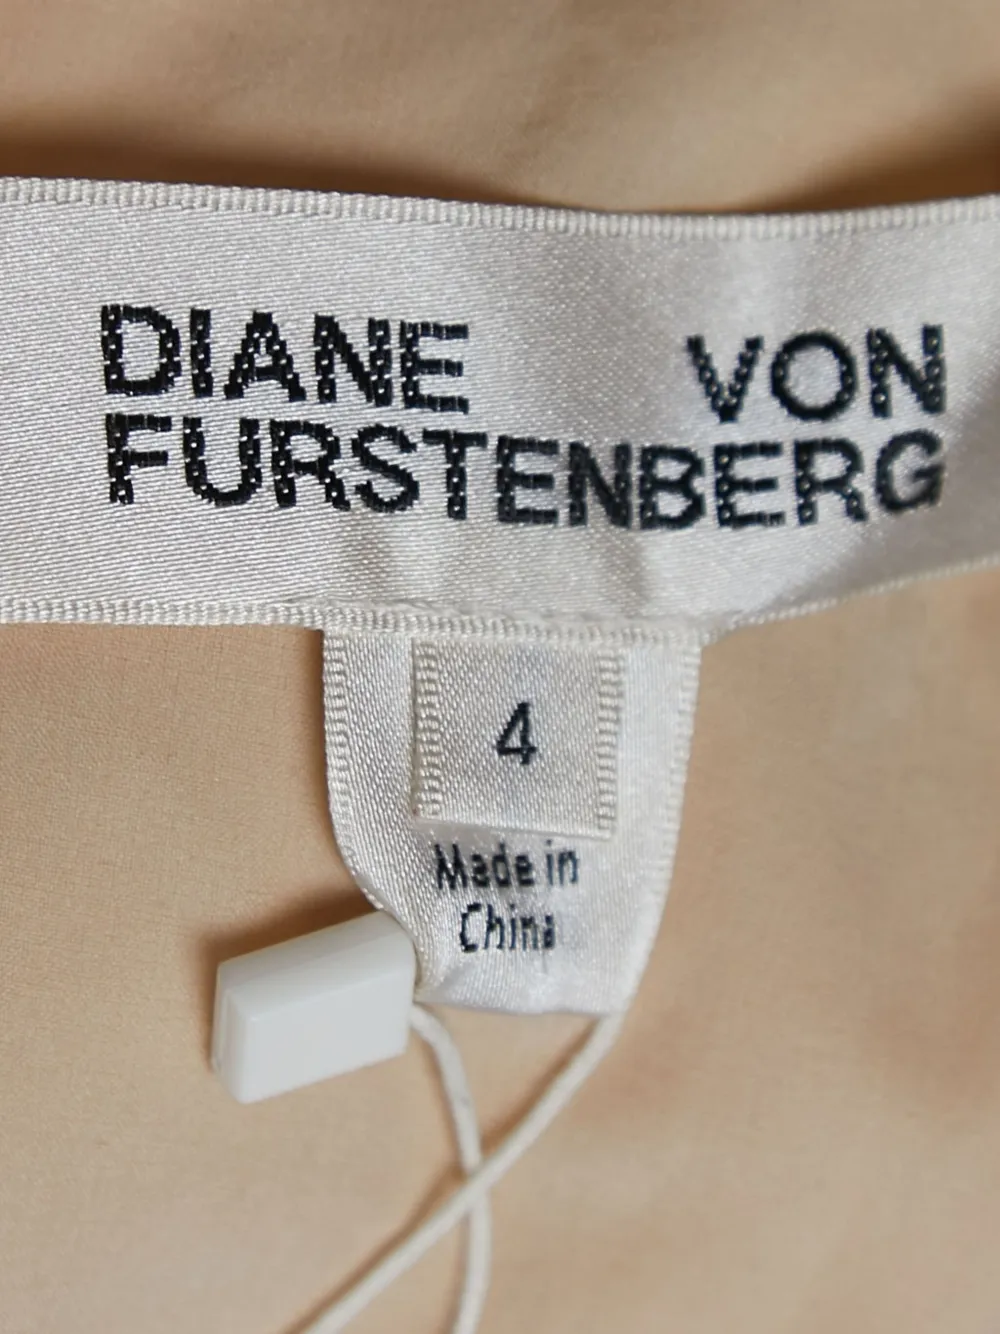 DIANE VON
FURSTENBERG
4
Made in
China